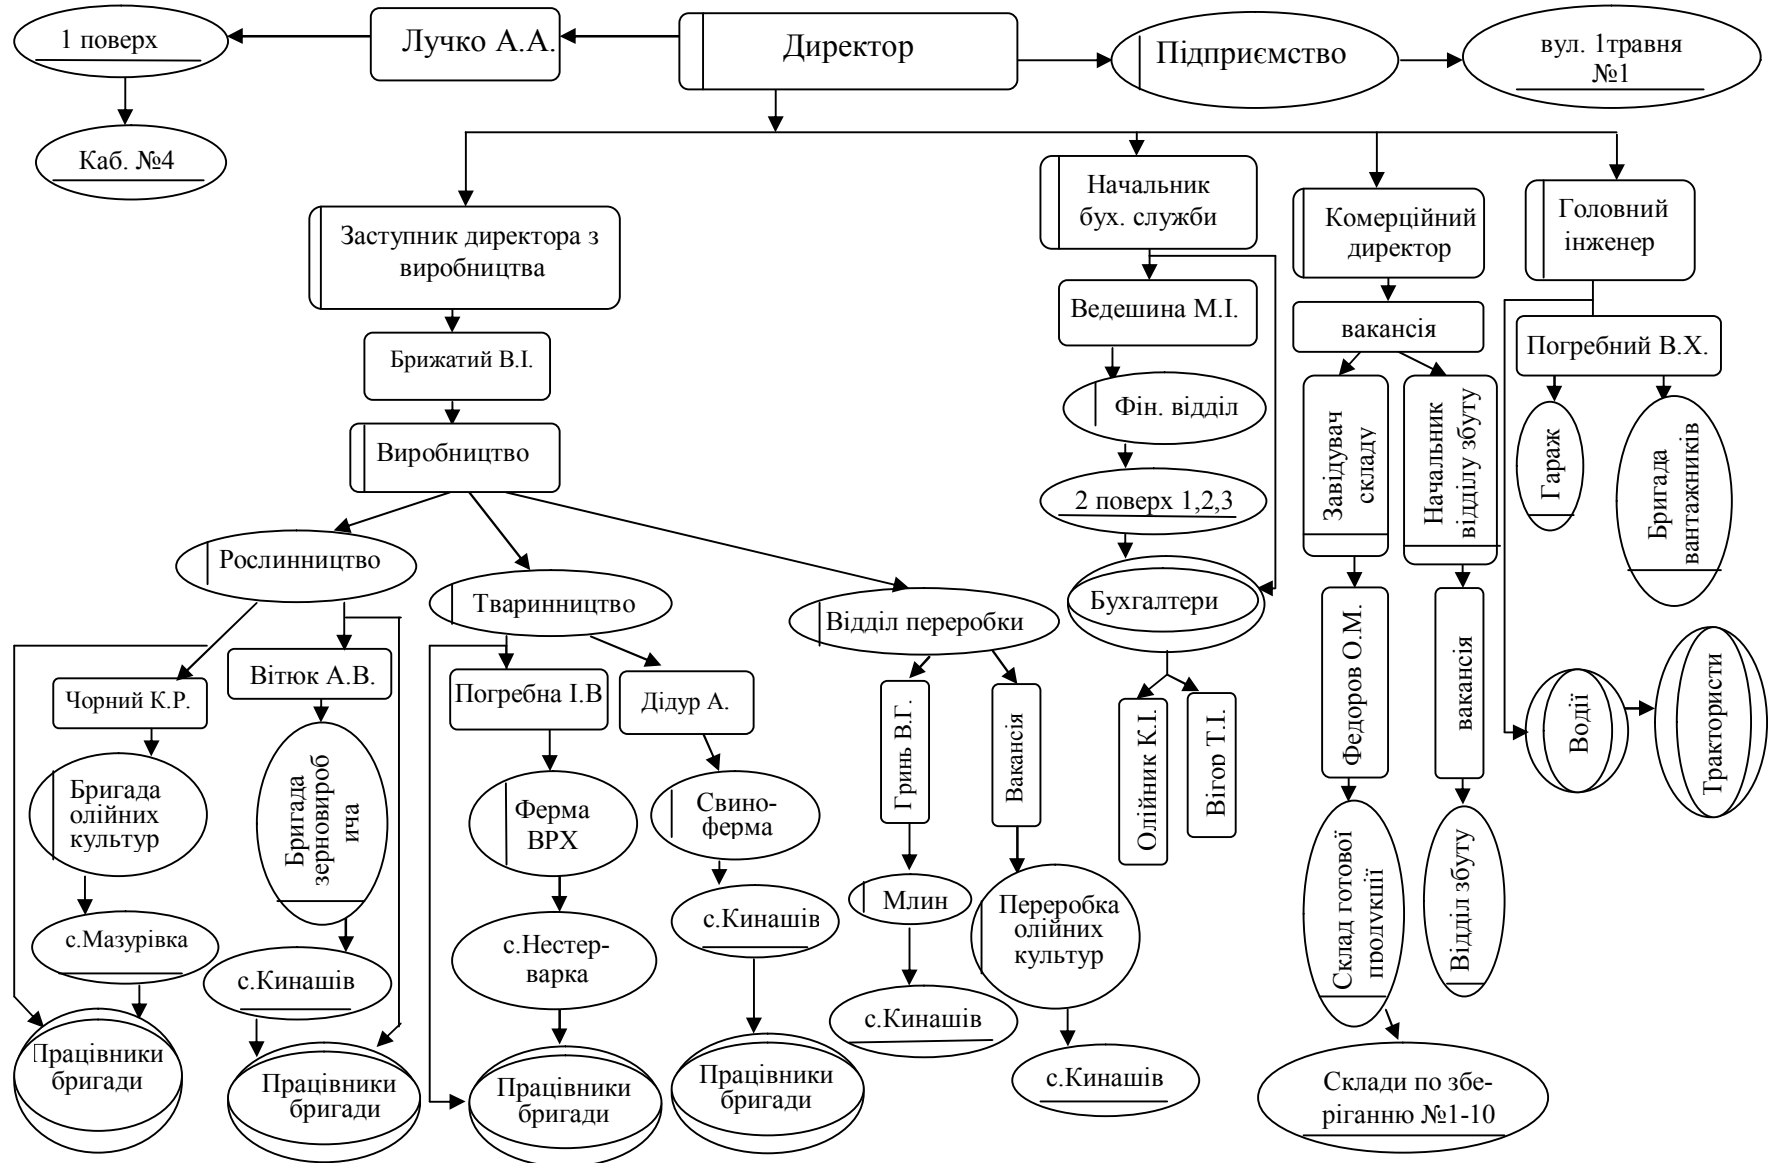 1 поверх
Лучко А.А.
Директор
Підприємство
вул. 1травня
№1
Каб. №4
Заступник директора з
виробництва
Начальник
бух. служби
Комерційний
директор
Головний
інженер
Брижатий В.І.
Ведешина М.І.
вакансія
Погребний В.Х.
Виробництво
Фін. відділ
Завідувач
складу
Начальник
відділу збуту
Гараж
Бригада
вантажників
2 поверх 1,2,3
Рослинництво
Тваринництво
Відділ переробки
Бухгалтери
Федоров О.М.
вакансія
Водії
Трактористи
Чорний К.Р.
Вітюк А.В.
Погребна І.В
Дідур А.
Гринь В.Г.
Вакансія
Олійник К.І.
Вігор Т.І.
Бригада
олійних
культур
Бригада
зерновироб
ича
Ферма
ВРХ
Свино-
ферма
Млин
Переробка
олійних
культур
Склад готової
продукції
Відділ збуту
с.Мазурівка
с.Кинашів
с.Нестер-
варка
с.Кинашів
с.Кинашів
с.Кинашів
Працівники
бригади
Працівники
бригади
Працівники
бригади
Працівники
бригади
Склади по збе-
ріганню №1-10